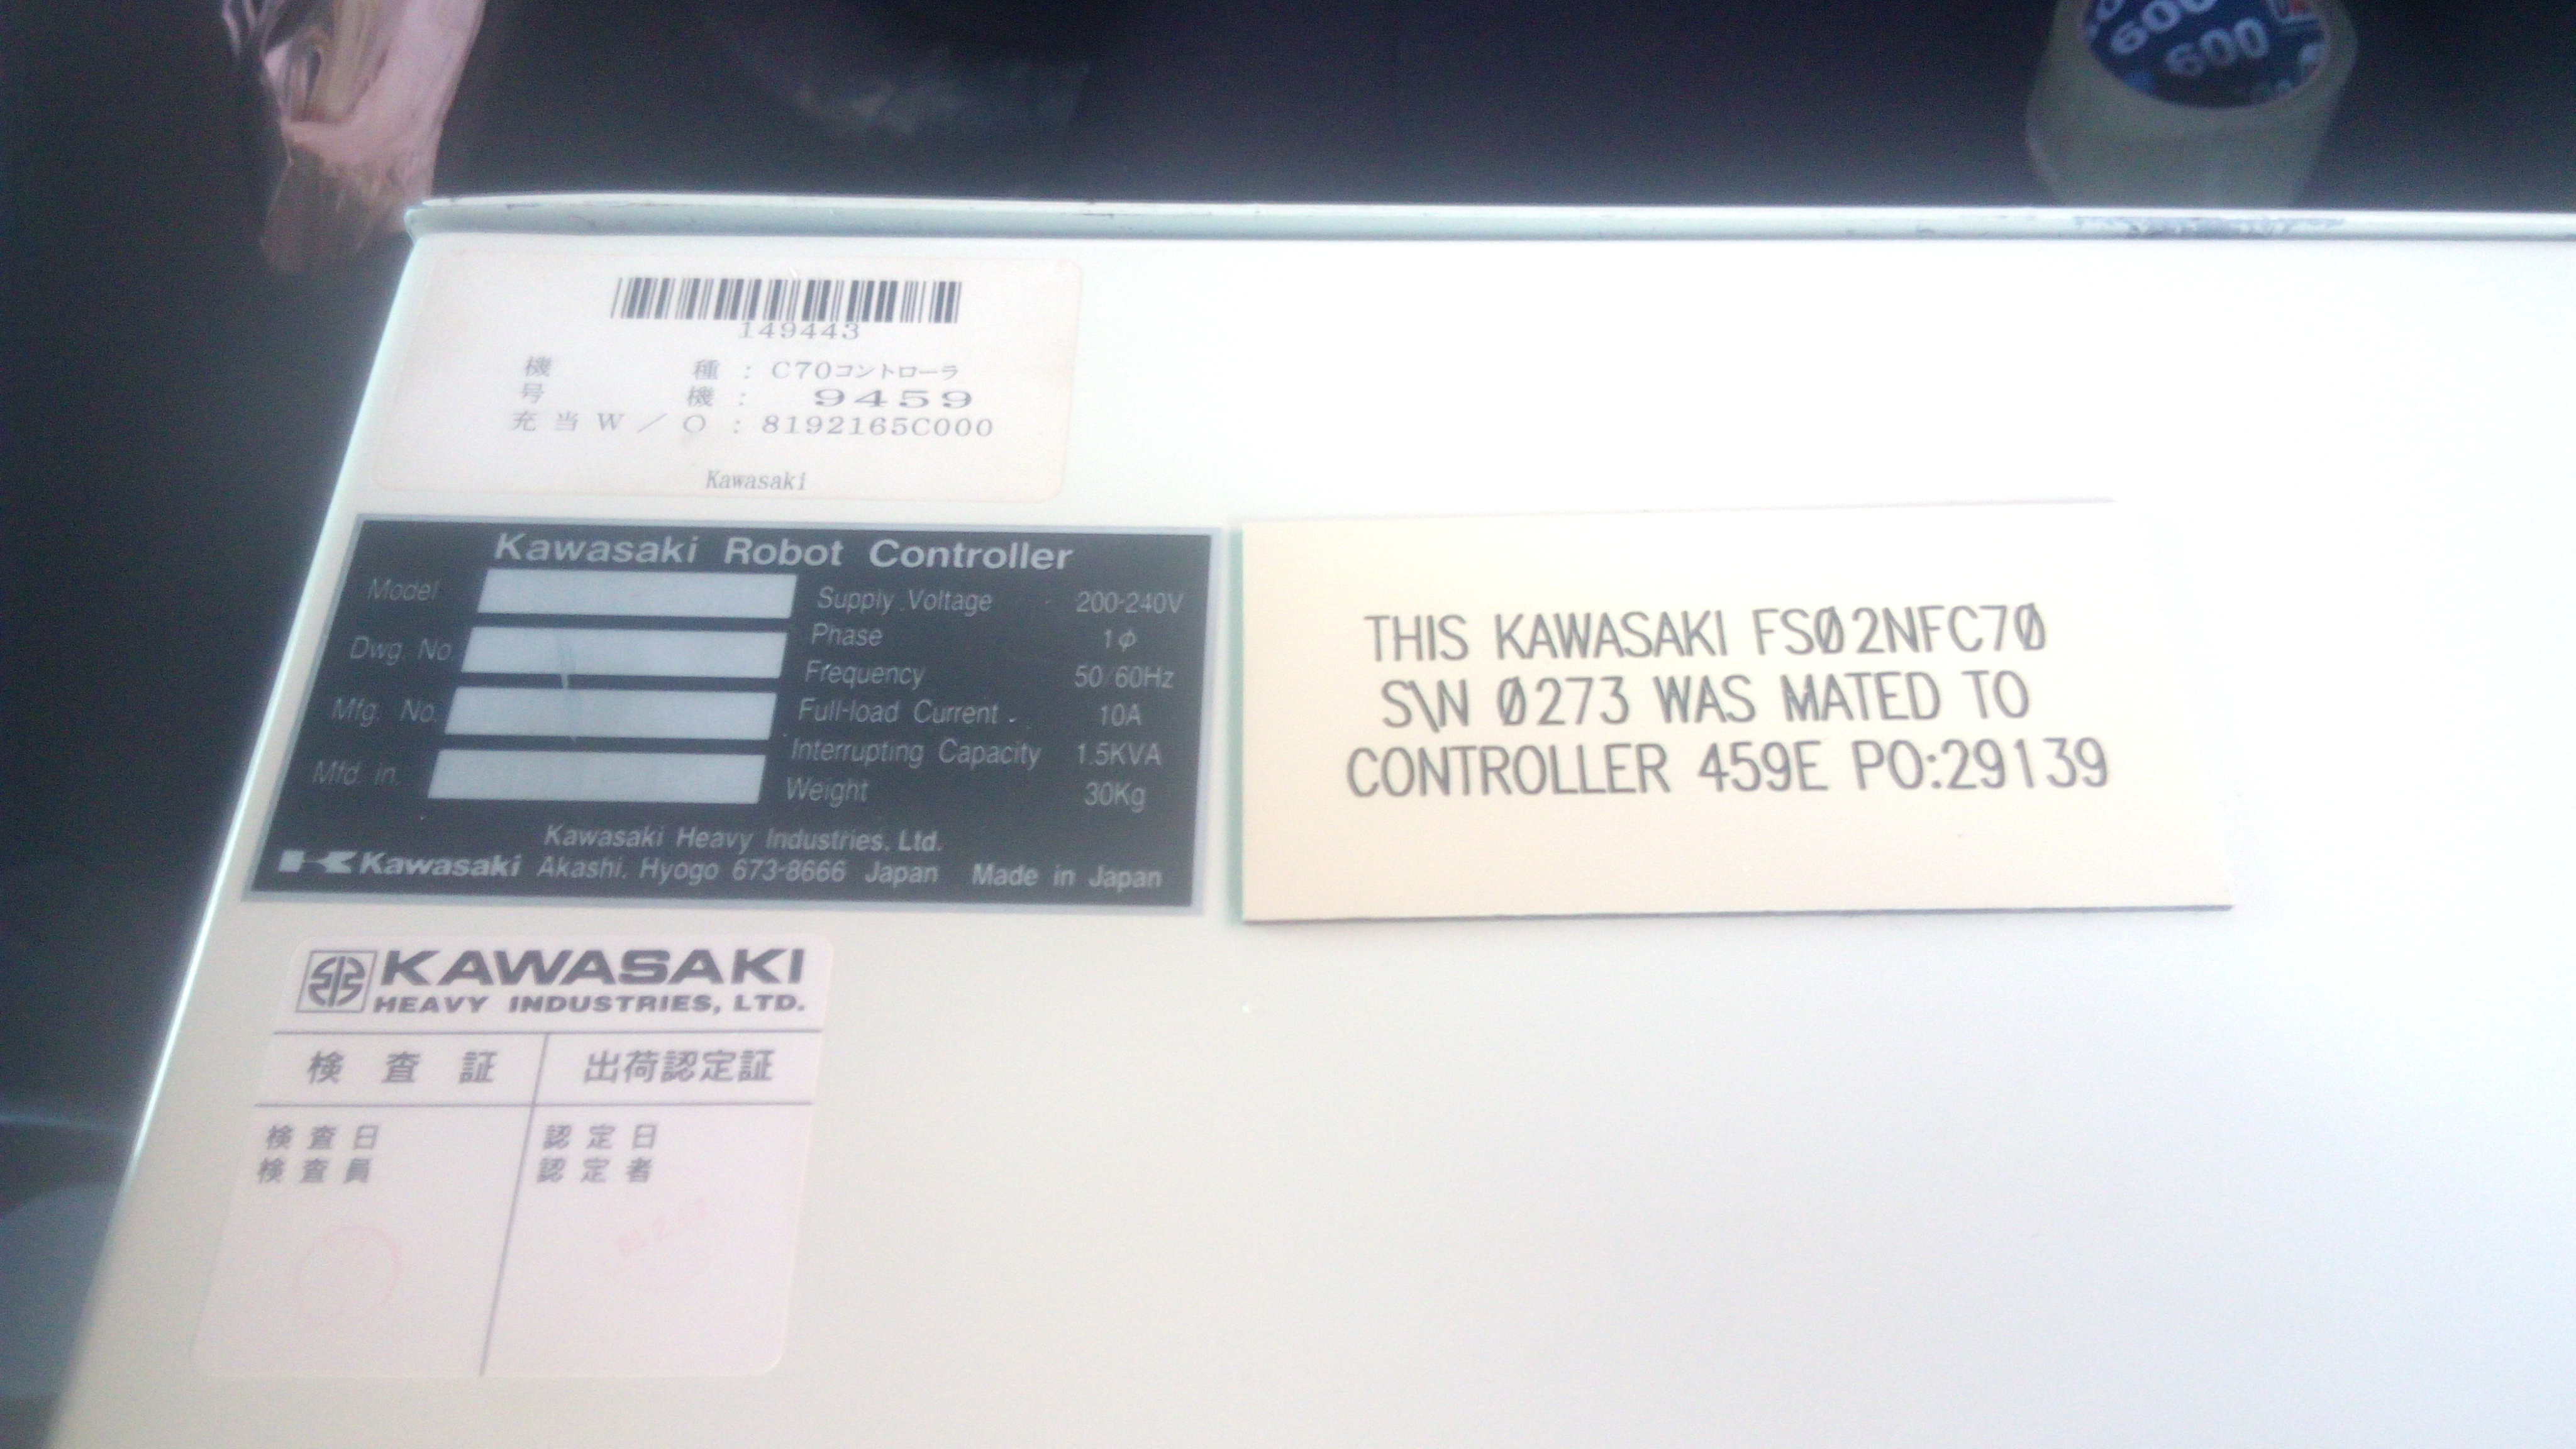 600
600
149443
機 種 : C70コントローラ
号 機 : 9459
充 当 W / O : 8192165C000
Kawasaki
Kawasaki Robot Controller
Model
Dwg. No
Mfg. No.
Mfd. in.
Supply Voltage 200-240V
Phase 1φ
Frequency 50/60Hz
Full-load Current 10A
Interrupting Capacity 1.5KVA
Weight 30Kg
Kawasaki Heavy Industries, Ltd.
Kawasaki Akashi, Hyogo 673-8666 Japan Made in Japan
THIS KAWASAKI FS02NFC70
S\N 0273 WAS MATED TO
CONTROLLER 459E PO:29139
KAWASAKI
HEAVY INDUSTRIES, LTD.
検 査 証 出荷認定証
検 査 日 認 定 日
検 査 員 認 定 者